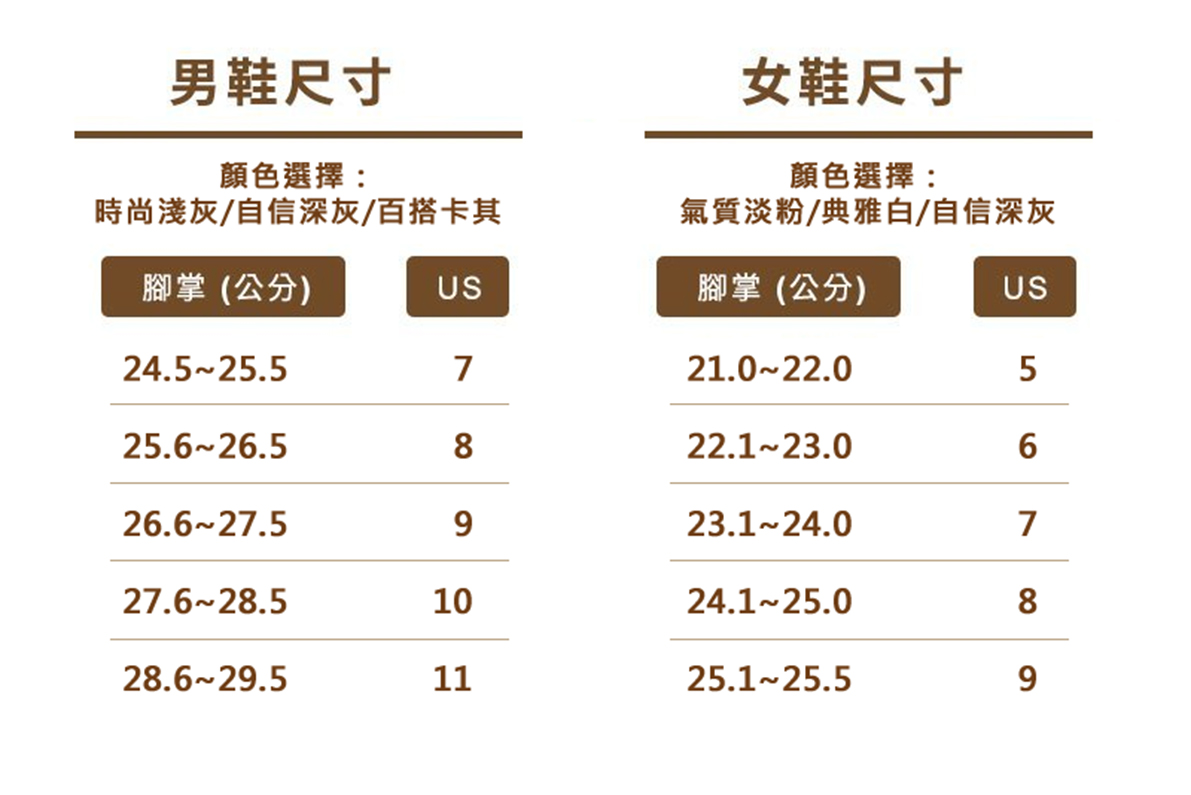 男鞋尺寸
顏色選擇：
時尚淺灰/自信深灰/百搭卡其
腳掌 (公分) US
24.5~25.5 7
25.6~26.5 8
26.6~27.5 9
27.6~28.5 10
28.6~29.5 11
女鞋尺寸
顏色選擇：
氣質淡粉/典雅白/自信深灰
腳掌 (公分) US
21.0~22.0 5
22.1~23.0 6
23.1~24.0 7
24.1~25.0 8
25.1~25.5 9